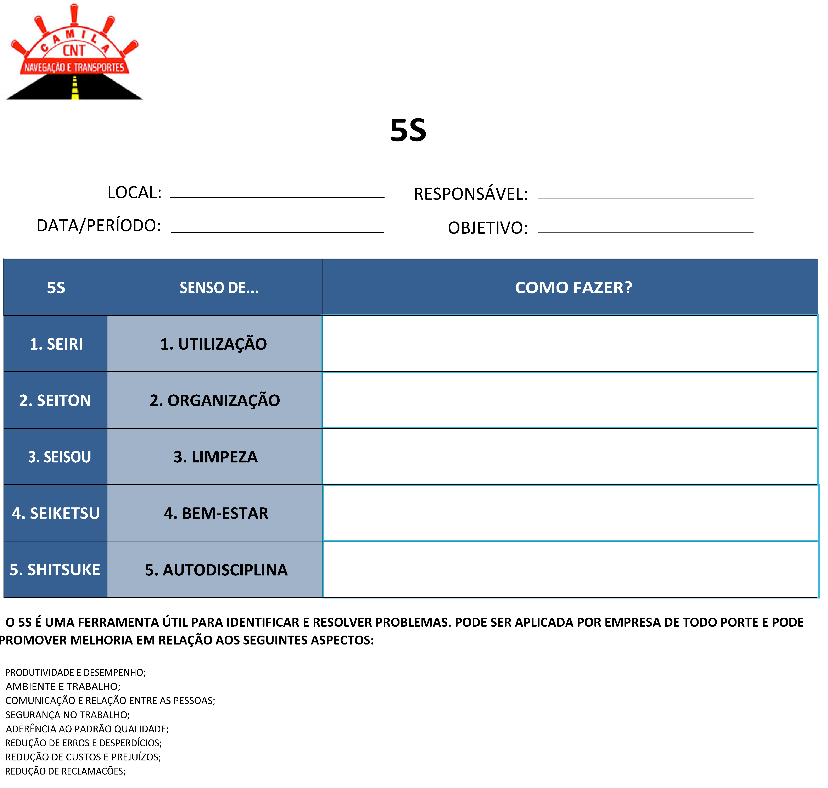 CAMILA
CNT
NAVEGAÇÃO E TRANSPORTES
5S
LOCAL: RESPONSÁVEL:
DATA/PERÍODO: OBJETIVO:
5S SENSO DE... COMO FAZER?
1. SEIRI 1. UTILIZAÇÃO
2. SEITON 2. ORGANIZAÇÃO
3. SEISOU 3. LIMPEZA
4. SEIKETSU 4. BEM-ESTAR
5. SHITSUKE 5. AUTODISCIPLINA
O 5S É UMA FERRAMENTA ÚTIL PARA IDENTIFICAR E RESOLVER PROBLEMAS. PODE SER APLICADA POR EMPRESA DE TODO PORTE E PODE
PROMOVER MELHORIA EM RELAÇÃO AOS SEGUINTES ASPECTOS:
PRODUTIVIDADE E DESEMPENHO;
AMBIENTE E TRABALHO;
COMUNICAÇÃO E RELAÇÃO ENTRE AS PESSOAS;
SEGURANÇA NO TRABALHO;
ADERÊNCIA AO PADRÃO QUALIDADE;
REDUÇÃO DE ERROS E DESPERDÍCIOS;
REDUÇÃO DE CUSTOS E PREJUÍZOS;
REDUÇÃO DE RECLAMAÇÕES;